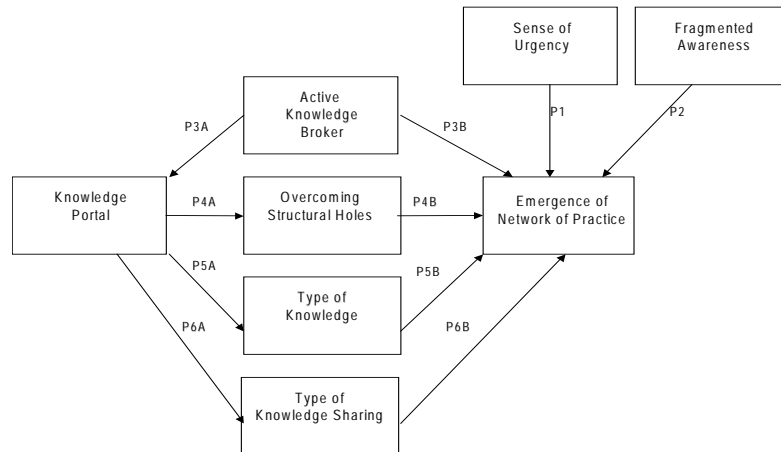 Sense of
Urgency
Fragmented
Awareness
P1
P2
Active
Knowledge
Broker
P3A
P3B
Knowledge
Portal
P4A
Overcoming
Structural Holes
P4B
Emergence of
Network of Practice
P5A
Type of
Knowledge
P5B
P6A
P6B
Type of
Knowledge Sharing